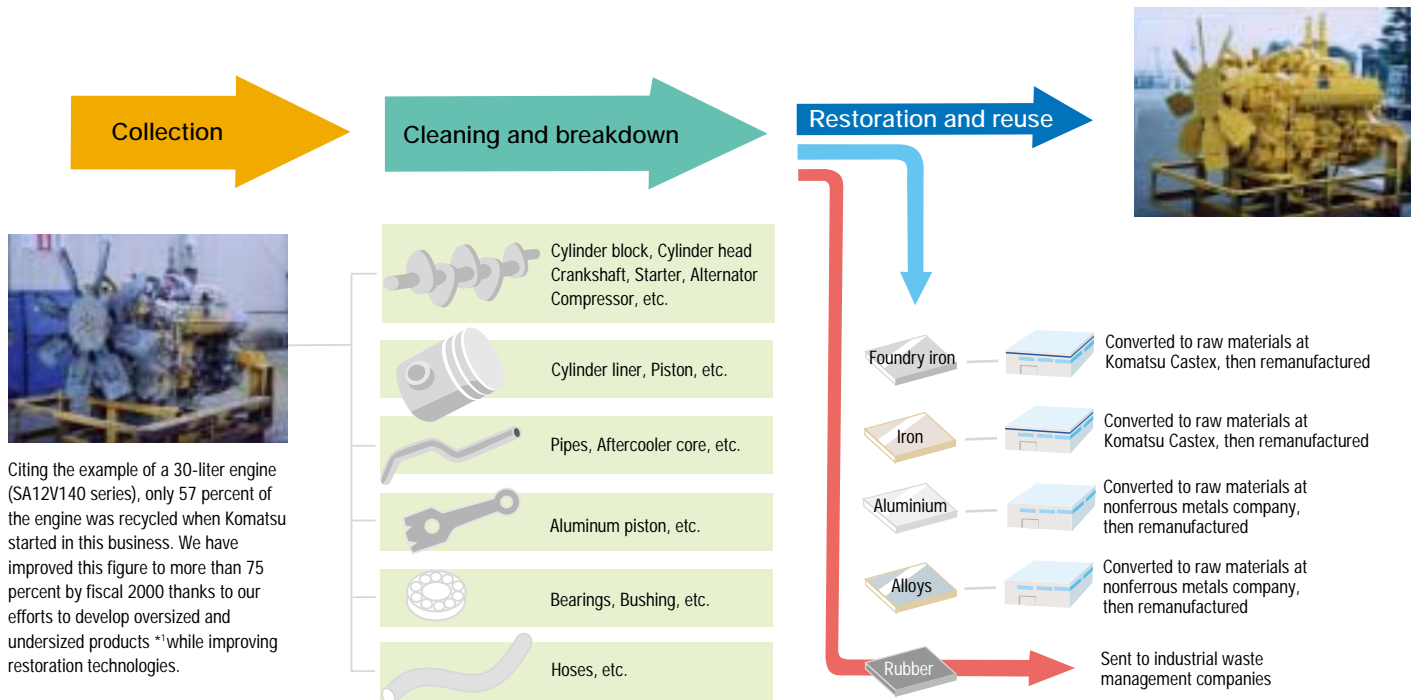 Collection
Cleaning and breakdown
Restoration and reuse
Citing the example of a 30-liter engine
(SA12V140 series), only 57 percent of
the engine was recycled when Komatsu
started in this business. We have
improved this figure to more than 75
percent by fiscal 2000 thanks to our
efforts to develop oversized and
undersized products *1 while improving
restoration technologies.
Cylinder block, Cylinder head
Crankshaft, Starter, Alternator
Compressor, etc.
Cylinder liner, Piston, etc.
Pipes, Aftercooler core, etc.
Aluminum piston, etc.
Bearings, Bushing, etc.
Hoses, etc.
Foundry iron
Converted to raw materials at
Komatsu Castex, then remanufactured
Iron
Converted to raw materials at
Komatsu Castex, then remanufactured
Aluminium
Converted to raw materials at
nonferrous metals company,
then remanufactured
Alloys
Converted to raw materials at
nonferrous metals company,
then remanufactured
Rubber
Sent to industrial waste
management companies